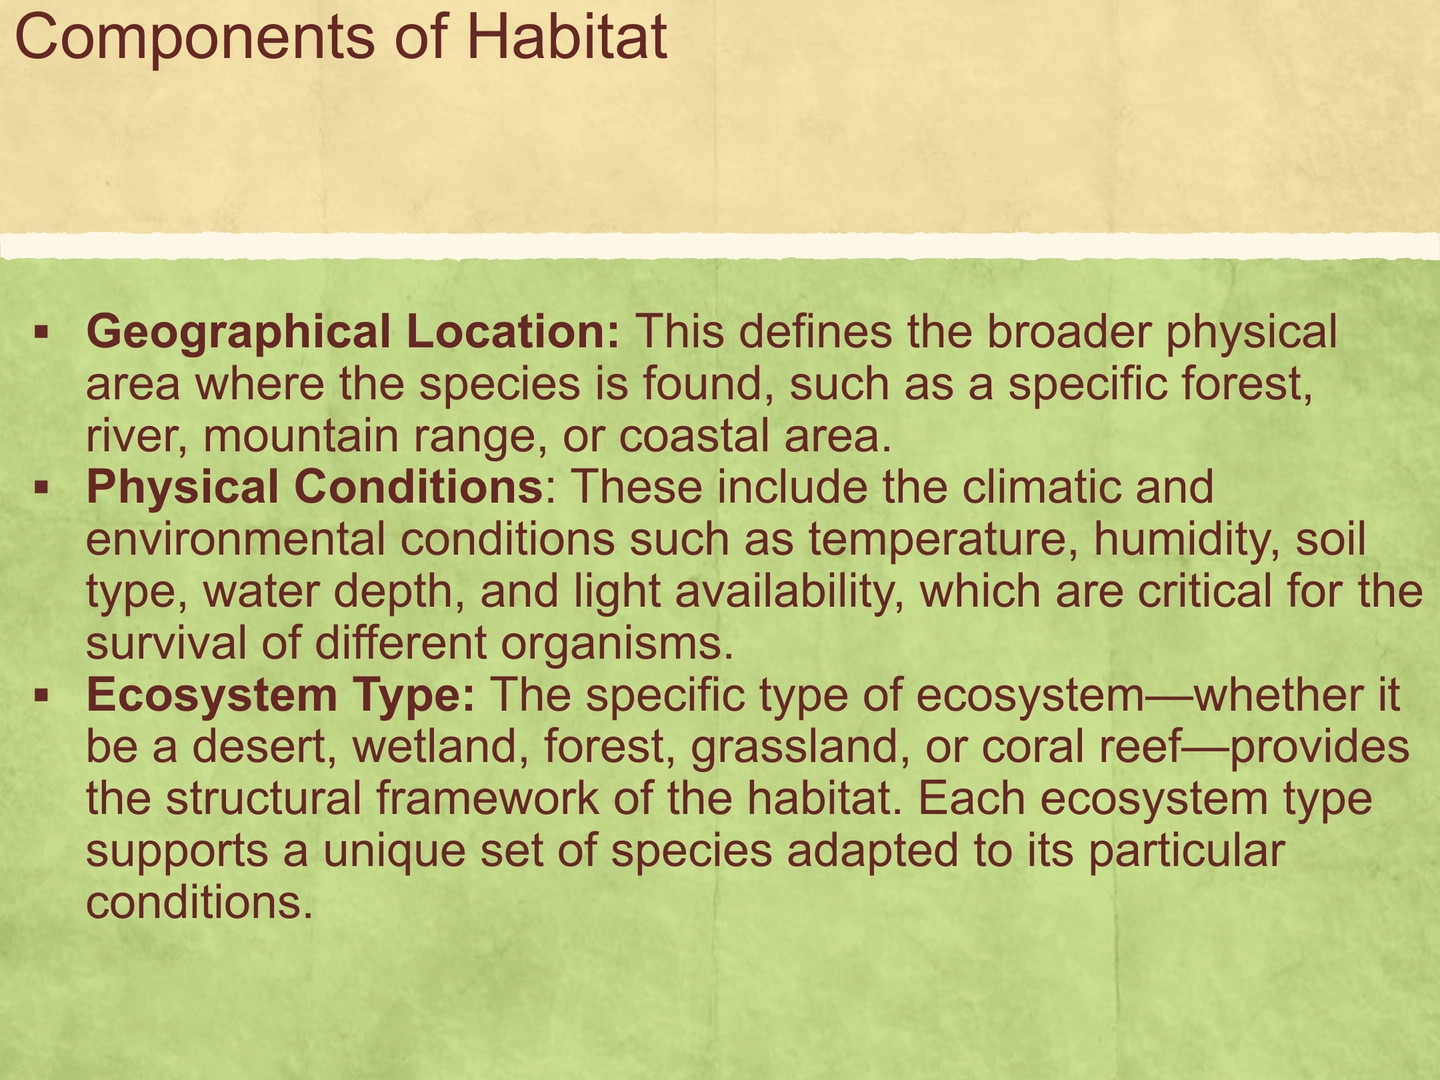 Components of Habitat
▪ Geographical Location: This defines the broader physical
area where the species is found, such as a specific forest,
river, mountain range, or coastal area.
▪ Physical Conditions: These include the climatic and
environmental conditions such as temperature, humidity, soil
type, water depth, and light availability, which are critical for the
survival of different organisms.
▪ Ecosystem Type: The specific type of ecosystem—whether it
be a desert, wetland, forest, grassland, or coral reef—provides
the structural framework of the habitat. Each ecosystem type
supports a unique set of species adapted to its particular
conditions.